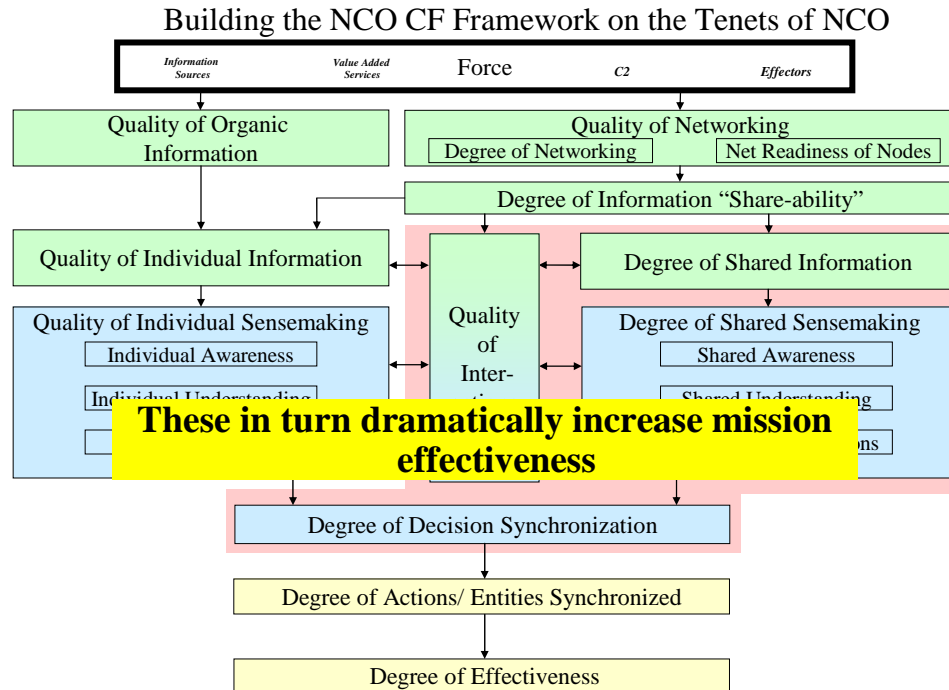 Building the NCO CF Framework on the Tenets of NCO
Information
Sources
Value Added
Services
Force
C2
Effectors
Quality of Organic
Information
Quality of Networking
Degree of Networking
Net Readiness of Nodes
Degree of Information “Share-ability”
Quality of Individual Information
Degree of Shared Information
Quality of Individual Sensemaking
Individual Awareness
Individual Understanding
Quality
of
Inter-
Degree of Shared Sensemaking
Shared Awareness
Shared Understanding
These in turn dramatically increase mission
effectiveness
Degree of Decision Synchronization
Degree of Actions/ Entities Synchronized
Degree of Effectiveness